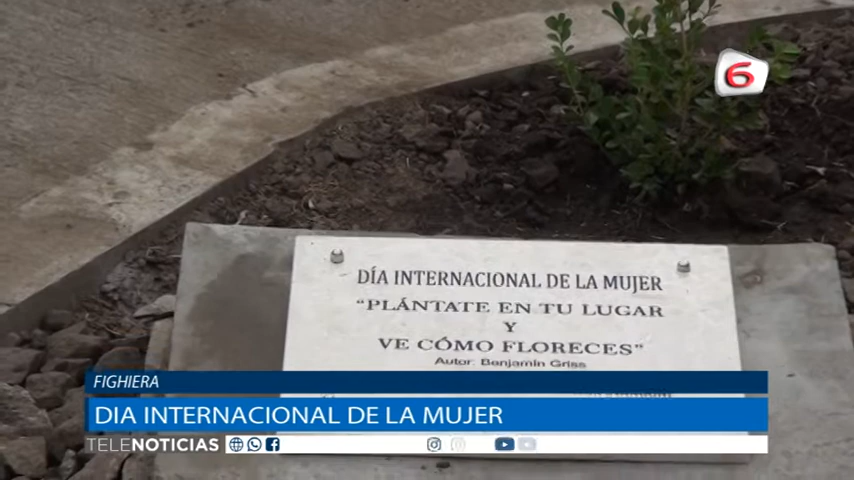 6
DÍA INTERNACIONAL DE LA MUJER
“PLÁNTATE EN TU LUGAR
Y
VE CÓMO FLORECES”
Autor: Benjamín Griss
FIGHIERA
DIA INTERNACIONAL DE LA MUJER
TELENOTICIAS